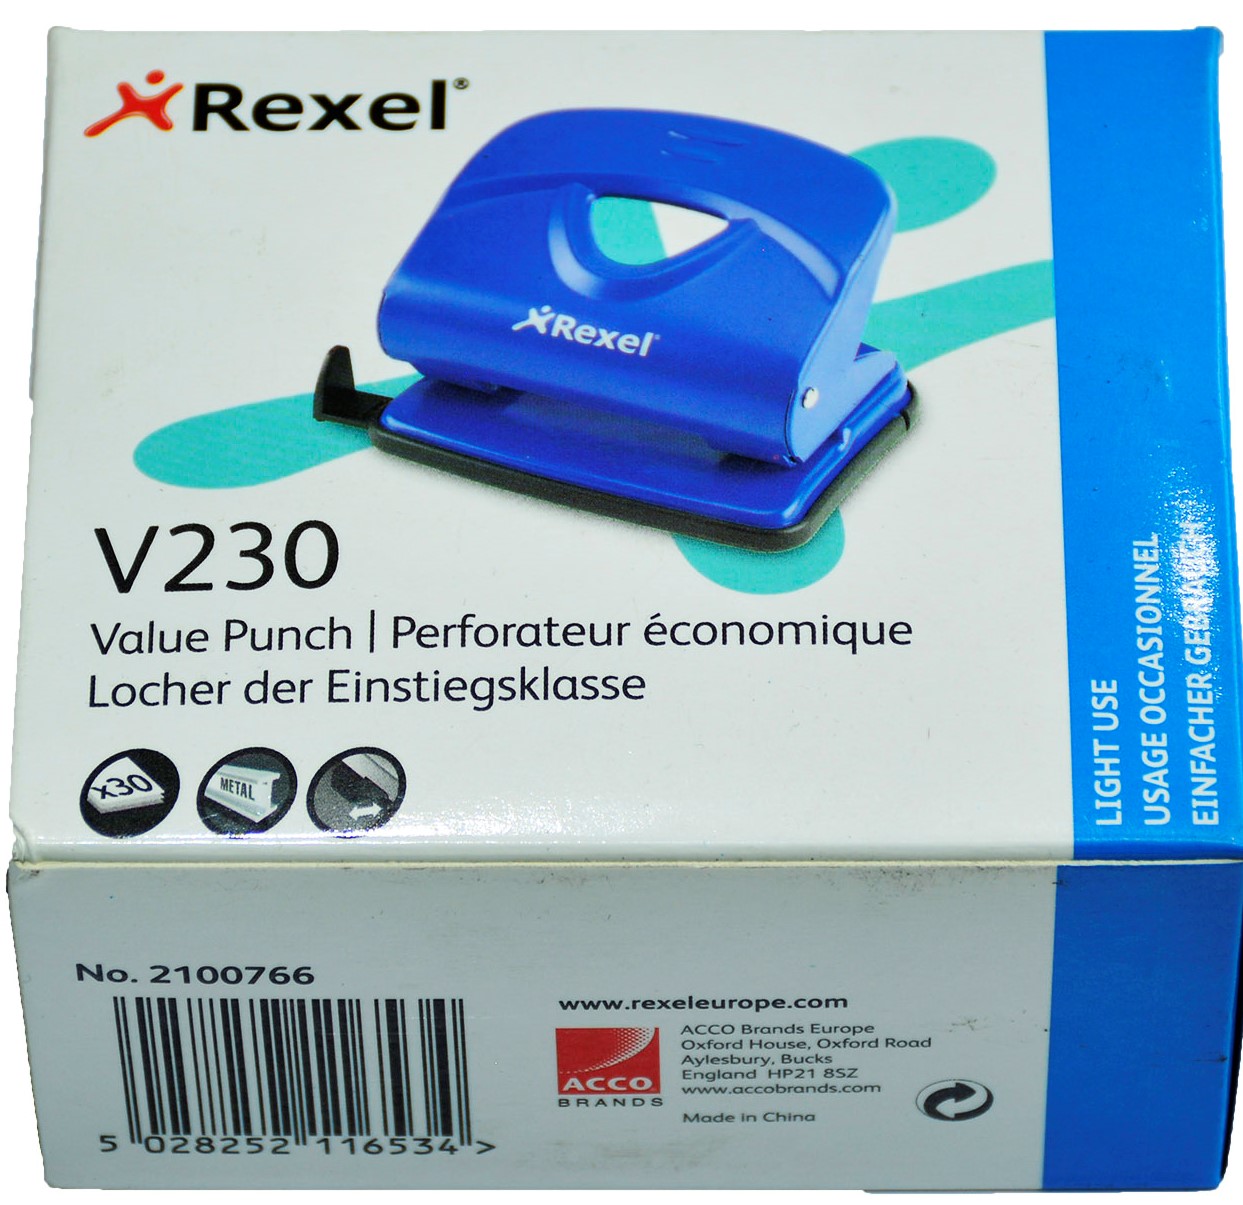 Rexel®
Rexel
V230
Value Punch | Perforateur économique
Locher der Einstiegsklasse
x30
METAL
LIGHT USE
USAGE OCCASIONNEL
EINFACHER GEBRAUCH
No. 2100766
5 028252 116534 >
www.rexeleurope.com
ACCO
BRANDS
ACCO Brands Europe
Oxford House, Oxford Road
Aylesbury, Bucks
England HP21 8SZ
www.accobrands.com
Made in China